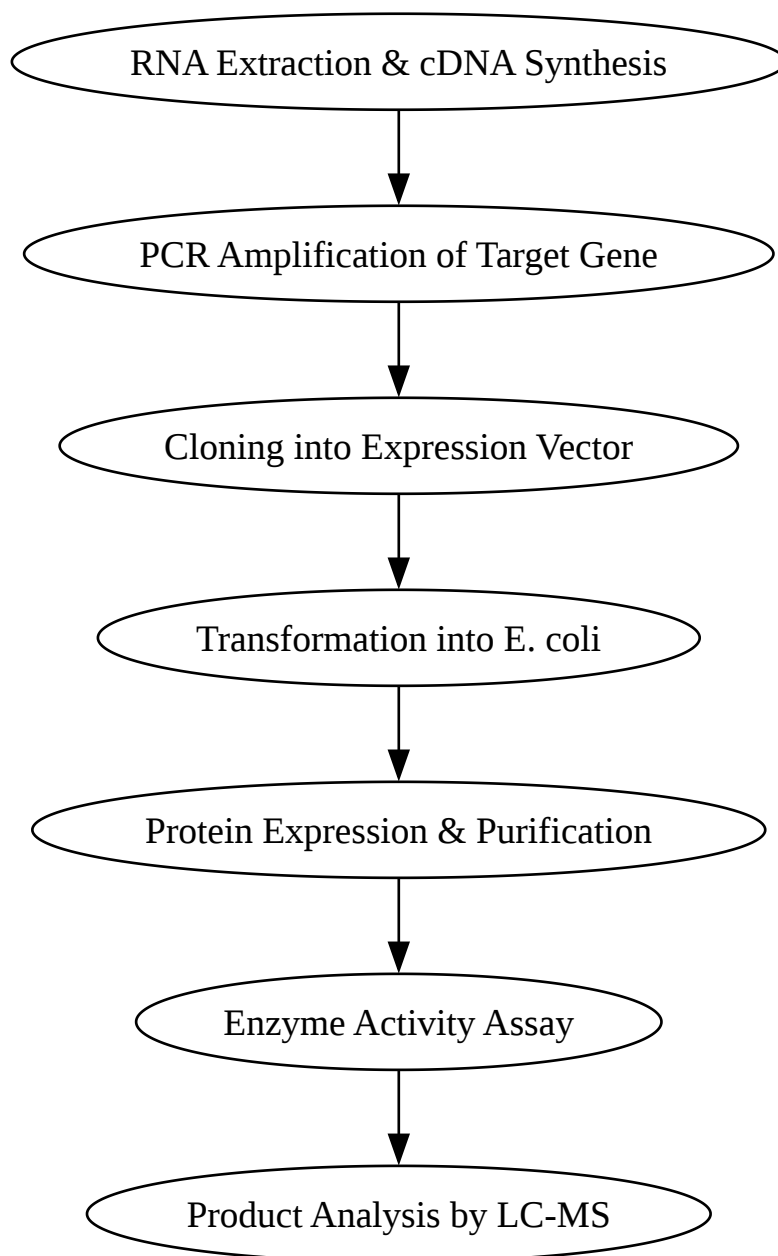 RNA Extraction & cDNA Synthesis
PCR Amplification of Target Gene
Cloning into Expression Vector
Transformation into E. coli
Protein Expression & Purification
Enzyme Activity Assay
Product Analysis by LC-MS